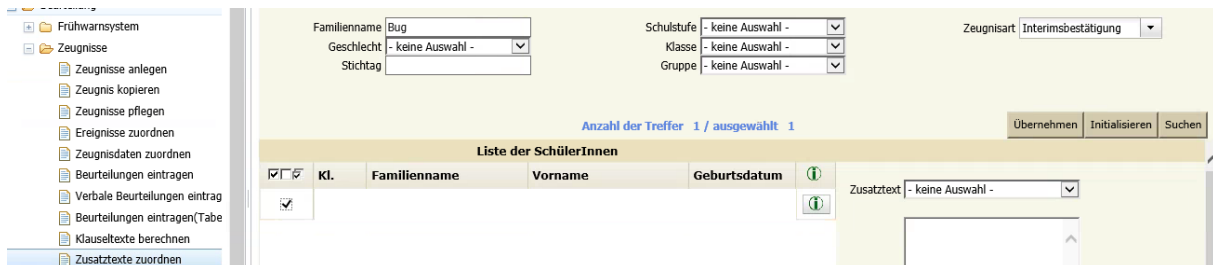 Frühwarnsystem
Zeugnisse
Zeugnisse anlegen
Zeugnis kopieren
Zeugnisse pflegen
Ereignisse zuordnen
Zeugnisdaten zuordnen
Beurteilungen eintragen
Verbale Beurteilungen eintrag
Beurteilungen eintragen(Tabe
Klauseltexte berechnen
Zusatztexte zuordnen
Familienname Bug Schulstufe - keine Auswahl - Zeugnisart Interimsbestätigung
Geschlecht - keine Auswahl - Klasse - keine Auswahl -
Stichtag Gruppe - keine Auswahl -
Anzahl der Treffer 1 / ausgewählt 1 Übernehmen Initialisieren Suchen
Liste der SchülerInnen
Kl. Familienname Vorname Geburtsdatum
Zusatztext - keine Auswahl -